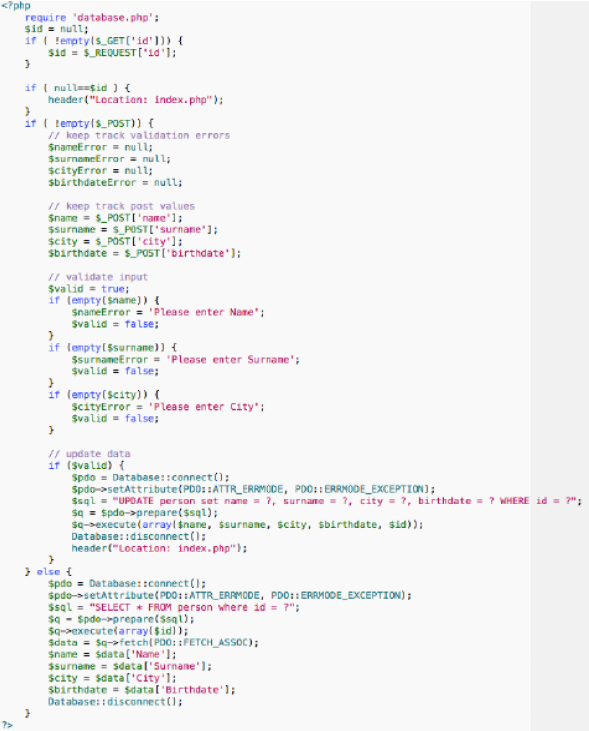 <?php
require 'database.php';
$id = null;
if ( !empty($_GET['id'])) {
$id = $_REQUEST['id'];
}
if ( null==$id ) {
header("Location: index.php");
}
if ( !empty($_POST)) {
// keep track validation errors
$nameError = null;
$surnameError = null;
$cityError = null;
$birthdateError = null;
// keep track post values
$name = $_POST['name'];
$surname = $_POST['surname'];
$city = $_POST['city'];
$birthdate = $_POST['birthdate'];
// validate input
$valid = true;
if (empty($name)) {
$nameError = 'Please enter Name';
$valid = false;
}
if (empty($surname)) {
$surnameError = 'Please enter Surname';
$valid = false;
}
if (empty($city)) {
$cityError = 'Please enter City';
$valid = false;
}
// update data
if ($valid) {
$pdo = Database::connect();
$pdo->setAttribute(PDO::ATTR_ERRMODE, PDO::ERRMODE_EXCEPTION);
$sql = "UPDATE person set name = ?, surname = ?, city = ?, birthdate = ? WHERE id = ?";
$q = $pdo->prepare($sql);
$q->execute(array($name, $surname, $city, $birthdate, $id));
Database::disconnect();
header("Location: index.php");
}
} else {
$pdo = Database::connect();
$pdo->setAttribute(PDO::ATTR_ERRMODE, PDO::ERRMODE_EXCEPTION);
$sql = "SELECT * FROM person where id = ?";
$q = $pdo->prepare($sql);
$q->execute(array($id));
$data = $q->fetch(PDO::FETCH_ASSOC);
$name = $data['Name'];
$surname = $data['Surname'];
$city = $data['City'];
$birthdate = $data['Birthdate'];
Database::disconnect();
}
?>